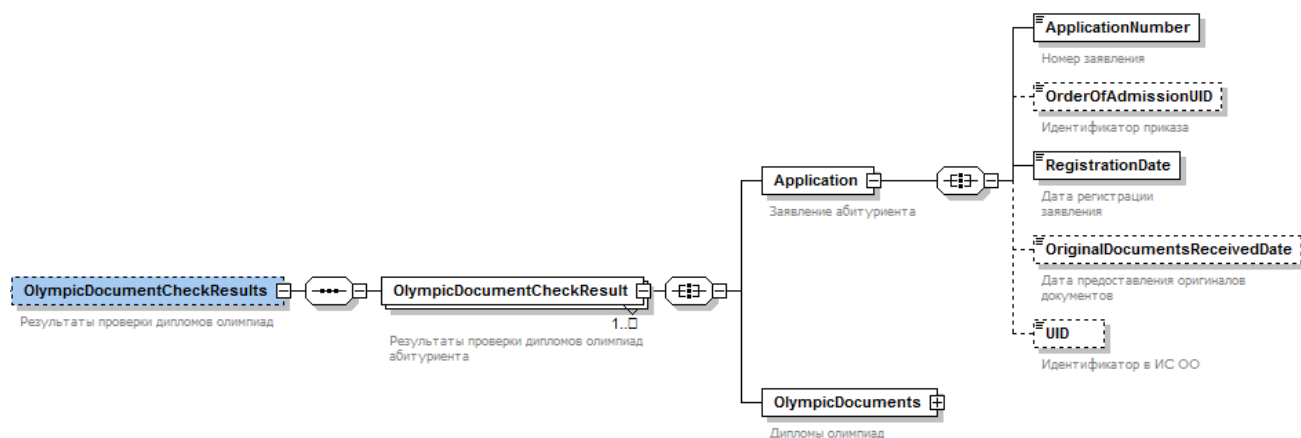 ApplicationNumber
Номер заявления
OrderOfAdmissionUID
Идентификатор приказа
Application
Заявление абитуриента
RegistrationDate
Дата регистрации
заявления
OriginalDocumentsReceivedDate
Дата предоставления оригиналов
документов
OlympicDocumentCheckResults
Результаты проверки дипломов олимпиад
OlympicDocumentCheckResult
1..□
Результаты проверки дипломов олимпиад
абитуриента
UID
Идентификатор в ИС ОО
OlympicDocuments
Дипломы олимпиад